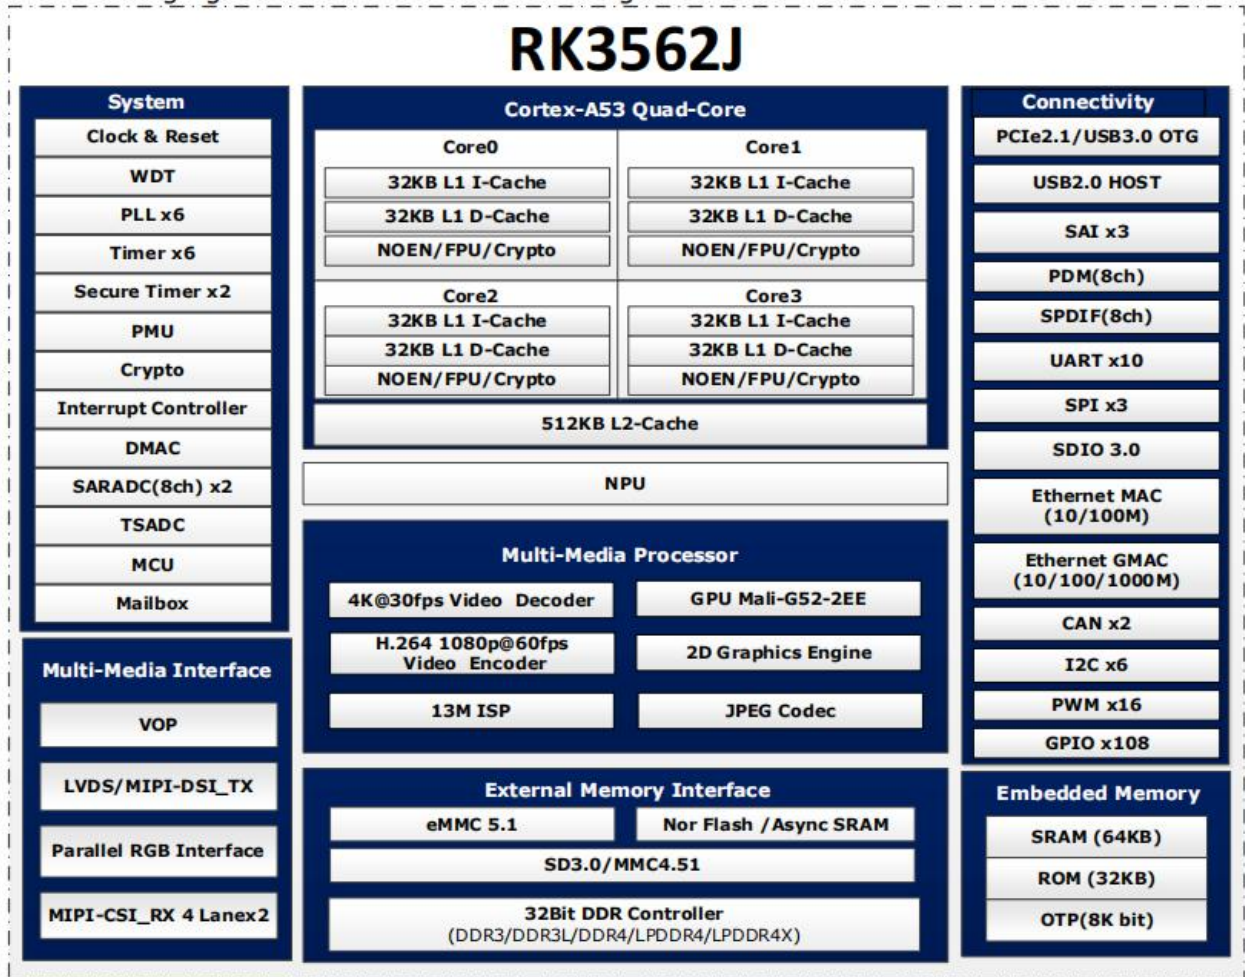 RK3562J
System
Clock & Reset
WDT
PLL x6
Timer x6
Secure Timer x2
PMU
Crypto
Interrupt Controller
DMAC
SARADC(8ch) x2
TSADC
MCU
Mailbox
Multi-Media Interface
VOP
LVDS/MIPI-DSI_TX
Parallel RGB Interface
MIPI-CSI_RX 4 Lanex2
Cortex-A53 Quad-Core
Core0
32KB L1 I-Cache
32KB L1 D-Cache
NOEN/FPU/Crypto
Core1
32KB L1 I-Cache
32KB L1 D-Cache
NOEN/FPU/Crypto
Core2
32KB L1 I-Cache
32KB L1 D-Cache
NOEN/FPU/Crypto
Core3
32KB L1 I-Cache
32KB L1 D-Cache
NOEN/FPU/Crypto
512KB L2-Cache
NPU
Multi-Media Processor
4K@30fps Video Decoder
GPU Mali-G52-2EE
H.264 1080p@60fps
Video Encoder
2D Graphics Engine
13M ISP
JPEG Codec
External Memory Interface
eMMC 5.1
Nor Flash /Async SRAM
SD3.0/MMC4.51
32Bit DDR Controller
(DDR3/DDR3L/DDR4/LPDDR4/LPDDR4X)
Connectivity
PCIe2.1/USB3.0 OTG
USB2.0 HOST
SAI x3
PDM(8ch)
SPDIF(8ch)
UART x10
SPI x3
SDIO 3.0
Ethernet MAC
(10/100M)
Ethernet GMAC
(10/100/1000M)
CAN x2
I2C x6
PWM x16
GPIO x108
Embedded Memory
SRAM (64KB)
ROM (32KB)
OTP(8K bit)